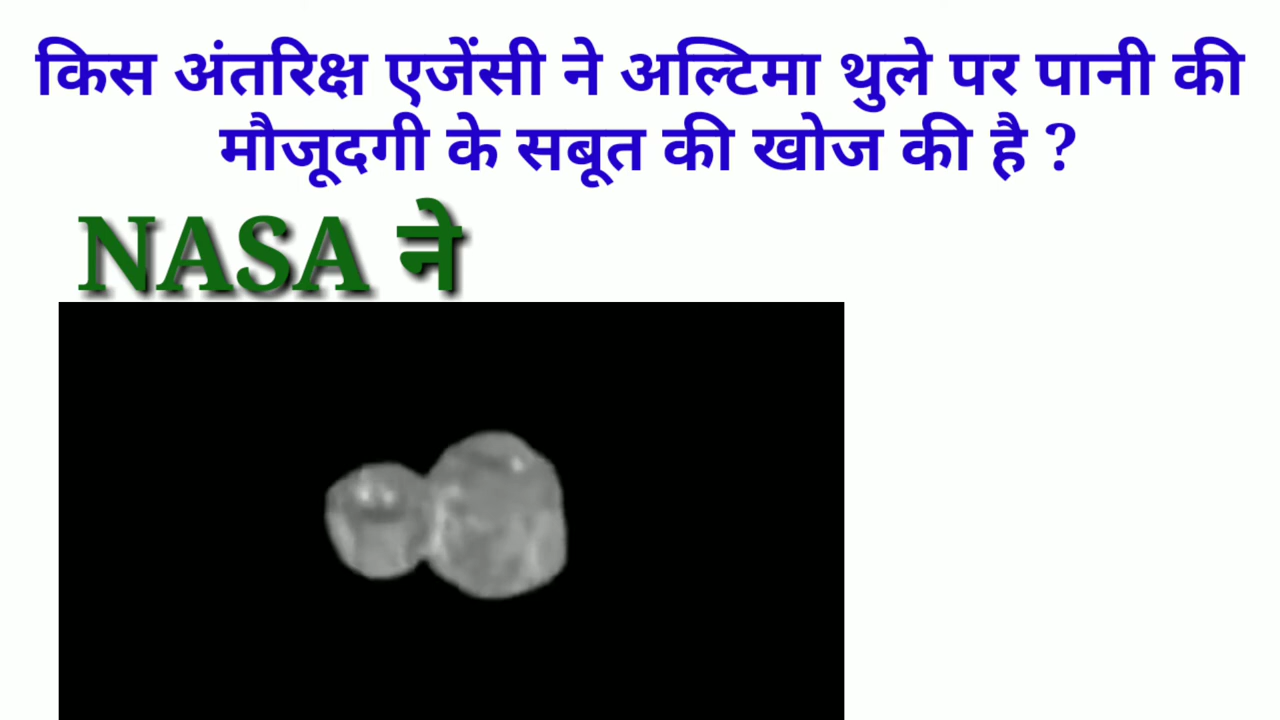 किस अंतरिक्ष एजेंसी ने अल्टिमा थुले पर पानी की
मौजूदगी के सबूत की खोज की है ?
NASA ने